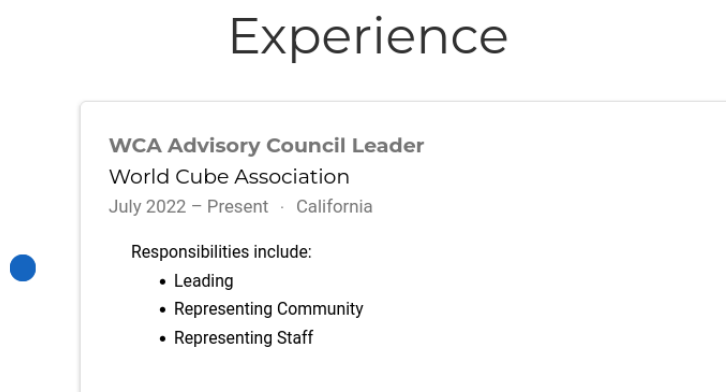 Experience
WCA Advisory Council Leader
World Cube Association
July 2022 – Present · California
Responsibilities include:
• Leading
• Representing Community
• Representing Staff